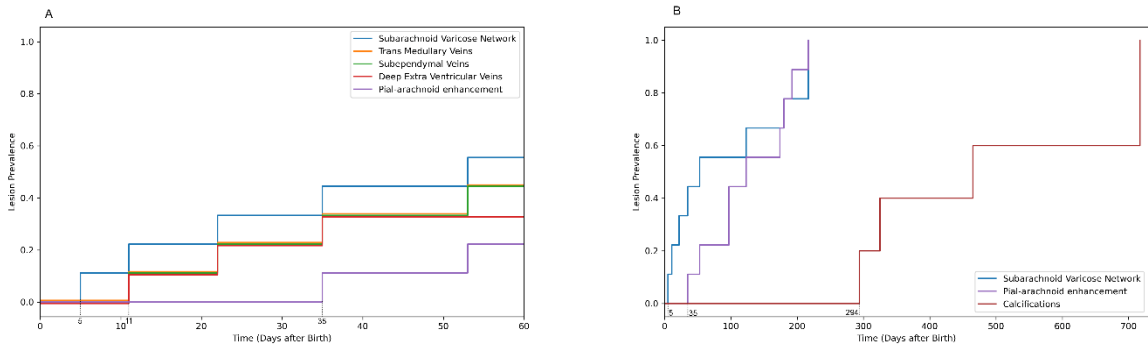 A
Lesion Prevalence
1.0
0.8
0.6
0.4
0.2
0.0
Subarachnoid Varicose Network
Trans Medullary Veins
Subependymal Veins
Deep Extra Ventricular Veins
Pial-arachnoid enhancement
5
11
35
0 10 20 30 40 50 60
Time (Days after Birth)
B
Lesion Prevalence
1.0
0.8
0.6
0.4
0.2
0.0
Subarachnoid Varicose Network
Pial-arachnoid enhancement
Calcifications
5
35
294
0 100 200 300 400 500 600 700
Time (Days after Birth)